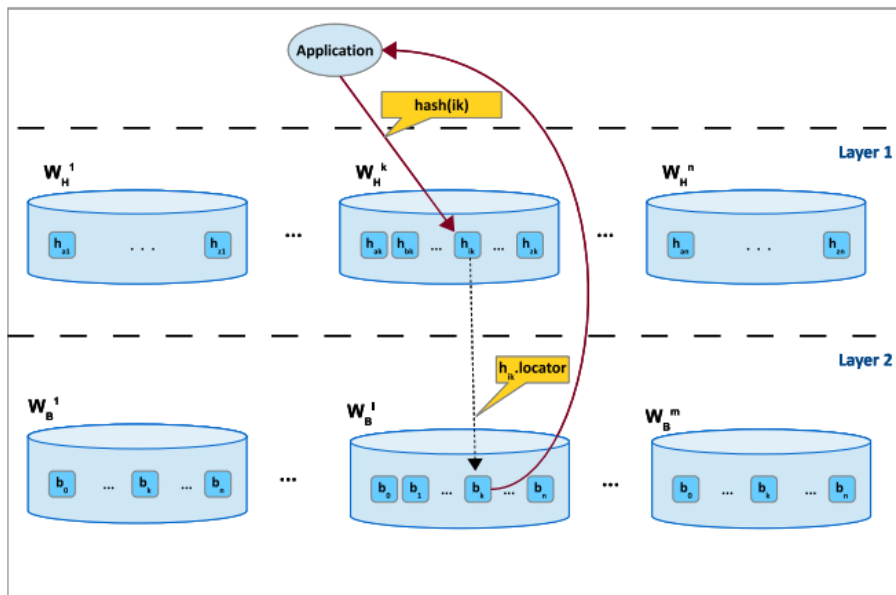 Application
hash(ik)
Layer 1
W_H^1
W_H^k
W_H^n
h_a1 . . . h_z1
...
h_ak h_bk ... h_ik ... h_zk
...
h_an . . . h_zn
Layer 2
h_ik.locator
W_B^1
W_B^l
W_B^m
b_0 ... b_k ... b_n
...
b_0 b_1 ... b_k ... b_n
...
b_0 ... b_k ... b_n